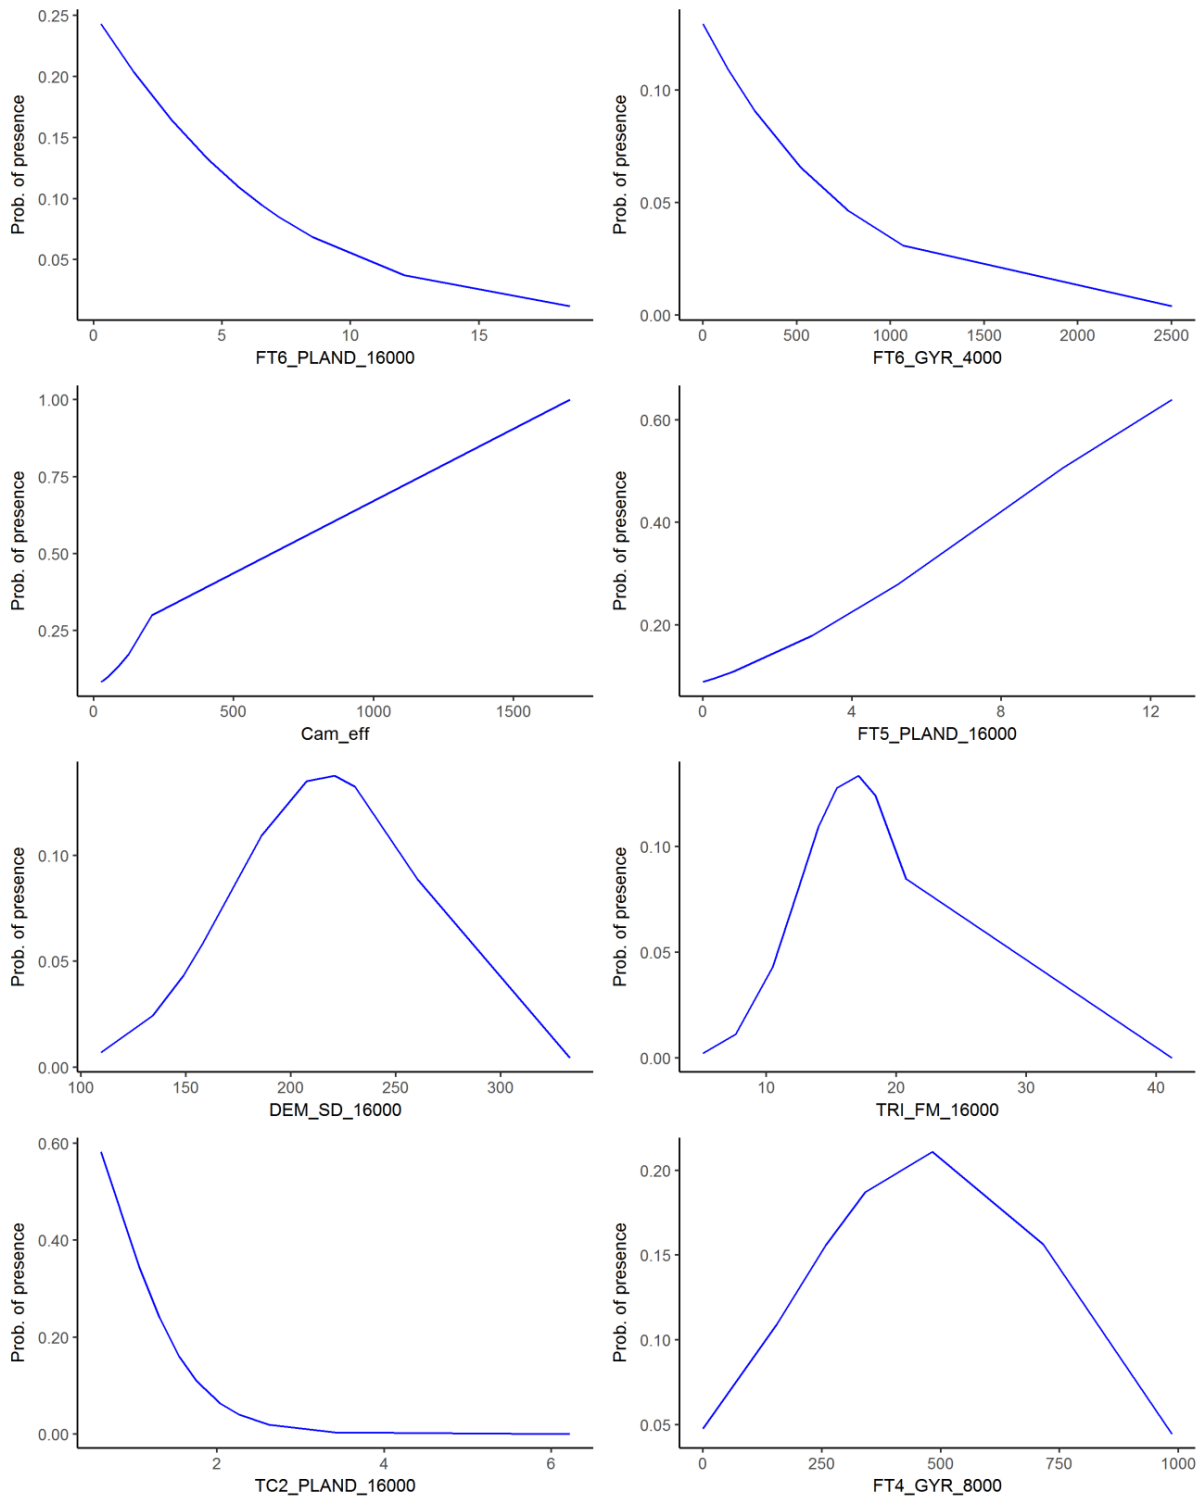 Prob. of presence
0.25
0.20
0.15
0.10
0.05
0 5 10 15
FT6_PLAND_16000
Prob. of presence
0.10
0.05
0.00
0 500 1000 1500 2000 2500
FT6_GYR_4000
Prob. of presence
1.00
0.75
0.50
0.25
0 500 1000 1500
Cam_eff
Prob. of presence
0.60
0.40
0.20
0 4 8 12
FT5_PLAND_16000
Prob. of presence
0.10
0.05
0.00
100 150 200 250 300
DEM_SD_16000
Prob. of presence
0.10
0.05
0.00
10 20 30 40
TRI_FM_16000
Prob. of presence
0.60
0.40
0.20
0.00
2 4 6
TC2_PLAND_16000
Prob. of presence
0.20
0.15
0.10
0.05
0 250 500 750 1000
FT4_GYR_8000